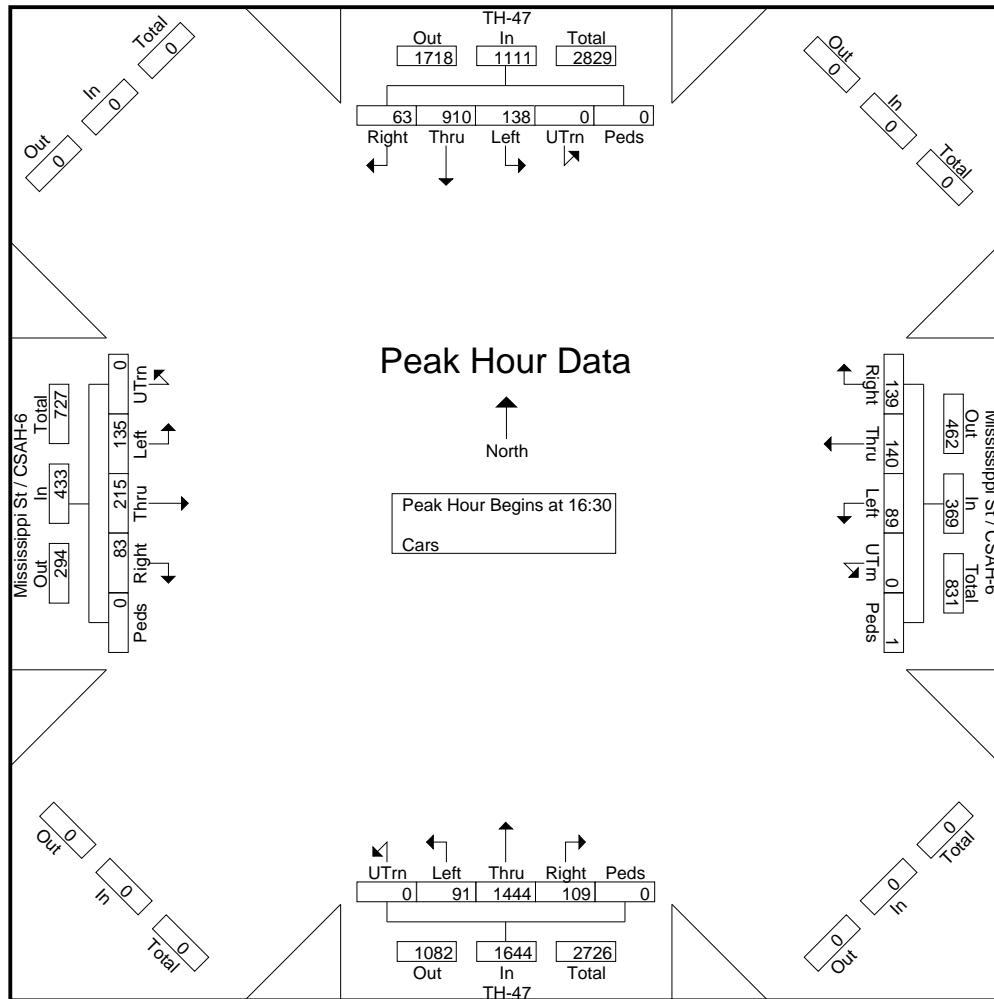 TH-47
Out In Total
1718 1111 2829
63 910 138 0 0
Right Thru Left UTrn Peds
Total 0
In 0
Out 0
Out 0
In 0
Total 0
Peak Hour Data
North
Peak Hour Begins at 16:30
Cars
Mississippi St / CSAH-6
Total In Out
727 433 294
0 135 215 83 0
UTrn Left Thru Right Peds
Mississippi St / CSAH-6
Out In Total
462 369 831
139 140 89 0 1
Right Thru Left UTrn Peds
Out 0
In 0
Total 0
Total 0
In 0
Out 0
UTrn Left Thru Right Peds
0 91 1444 109 0
1082 1644 2726
Out In Total
TH-47